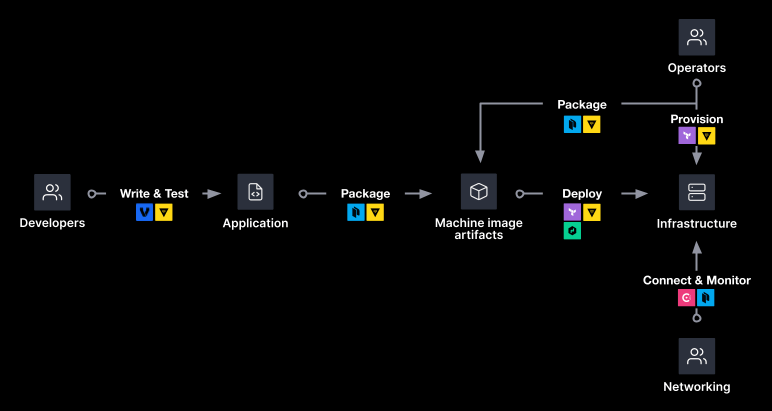 Operators
Package
Provision
Developers
Write & Test
Application
Package
Machine image
artifacts
Deploy
Infrastructure
Connect & Monitor
Networking